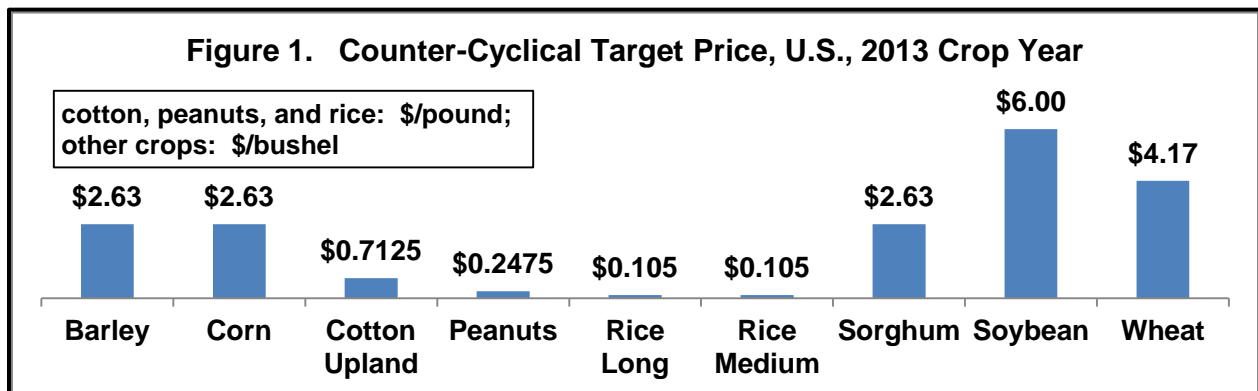 Figure 1. Counter-Cyclical Target Price, U.S., 2013 Crop Year
cotton, peanuts, and rice: $/pound;
other crops: $/bushel
$2.63
$2.63
$0.7125
$0.2475
$0.105
$0.105
$2.63
$6.00
$4.17
Barley
Corn
Cotton
Upland
Peanuts
Rice
Long
Rice
Medium
Sorghum
Soybean
Wheat